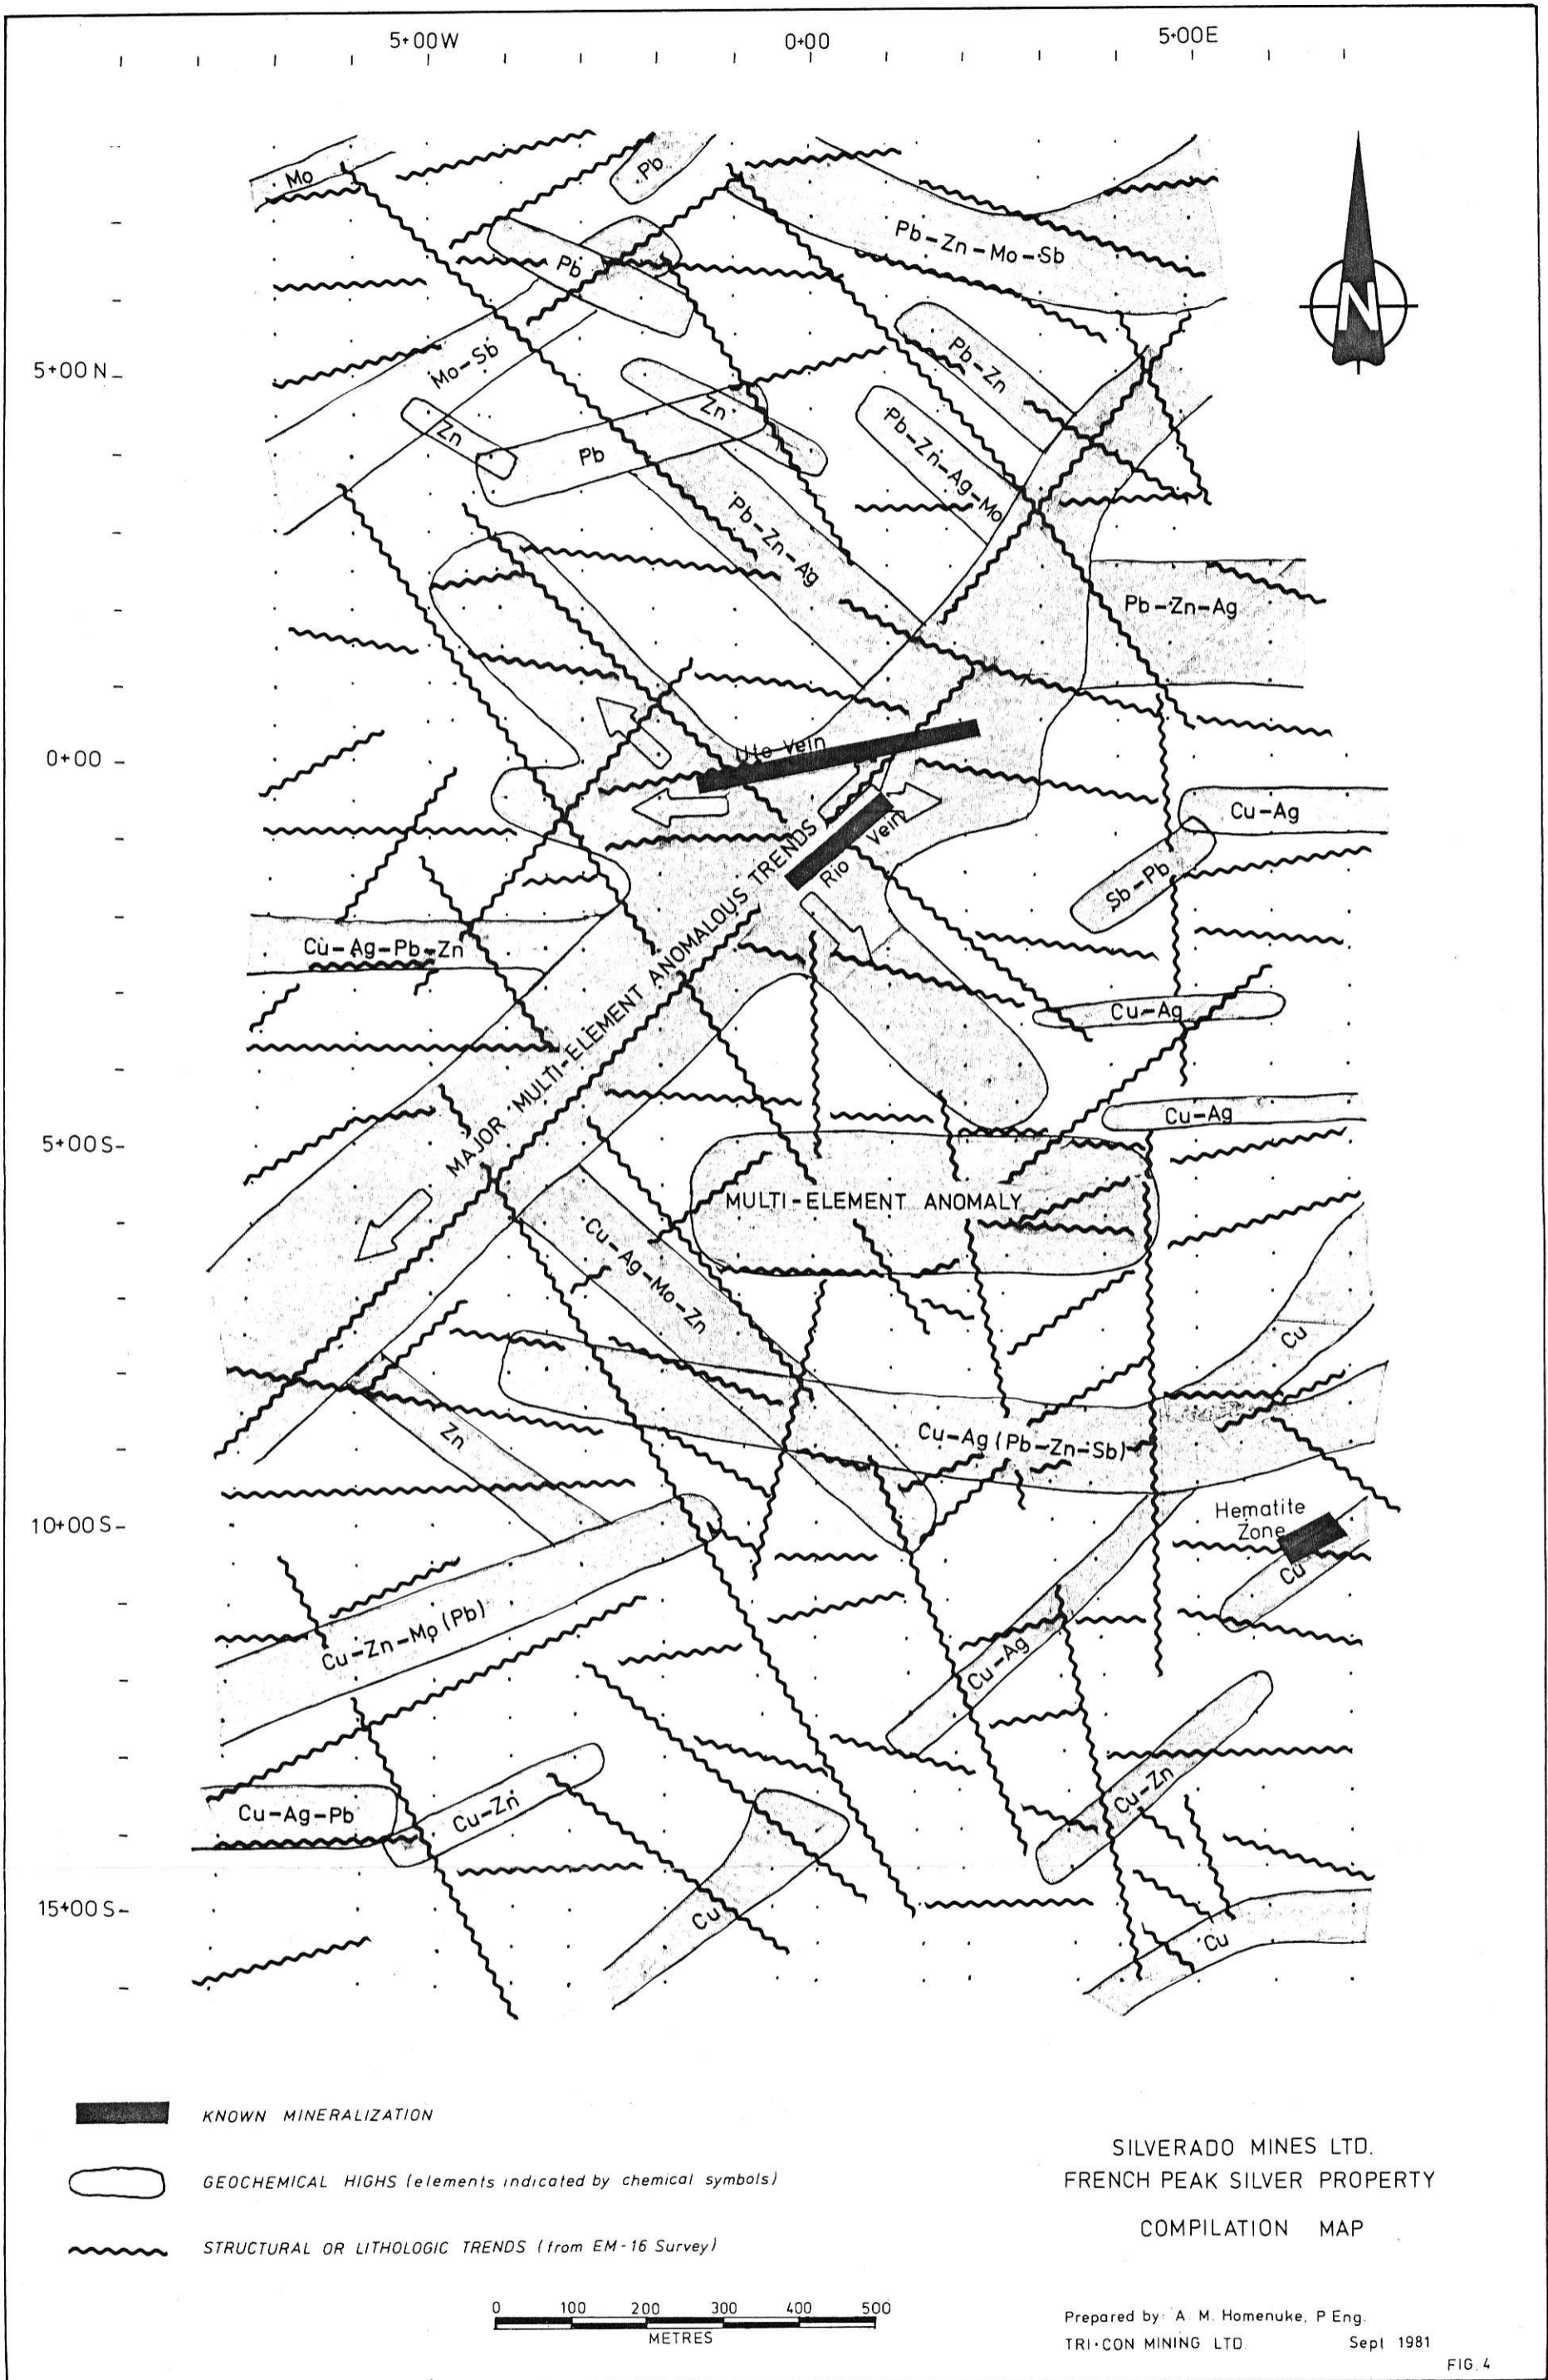 5+00W 0+00 5+00E
Mo
Pb
Pb-Zn-Mo-Sb
Pb
Mo-Sb
Pb-Zn
5+00N
Zn
Zn
Pb
Pb-Zn-Ag-Mo
Pb-Zn-Ag
Pb-Zn-Ag
Uto Vein
0+00
Cu-Ag
Rio Vein
Sb-Pb
Cu-Ag-Pb-Zn
MAJOR MULTI-ELEMENT ANOMALOUS TRENDS
Cu-Ag
Cu-Ag
5+00S
MULTI-ELEMENT ANOMALY
Cu-Ag-Mo-Zn
Cu
Zn
Cu-Ag (Pb-Zn-Sb)
Hematite
Zone
10+00S
Cu
Cu-Zn-Mo (Pb)
Cu-Ag
Cu-Zn
Cu-Ag-Pb
Cu-Zn
15+00S
Cu
Cu
N
KNOWN MINERALIZATION
GEOCHEMICAL HIGHS (elements indicated by chemical symbols)
STRUCTURAL OR LITHOLOGIC TRENDS (from EM-16 Survey)
0 100 200 300 400 500
METRES
SILVERADO MINES LTD.
FRENCH PEAK SILVER PROPERTY
COMPILATION MAP
Prepared by: A. M. Homenuke, P Eng.
TRI-CON MINING LTD. Sept 1981
FIG. 4